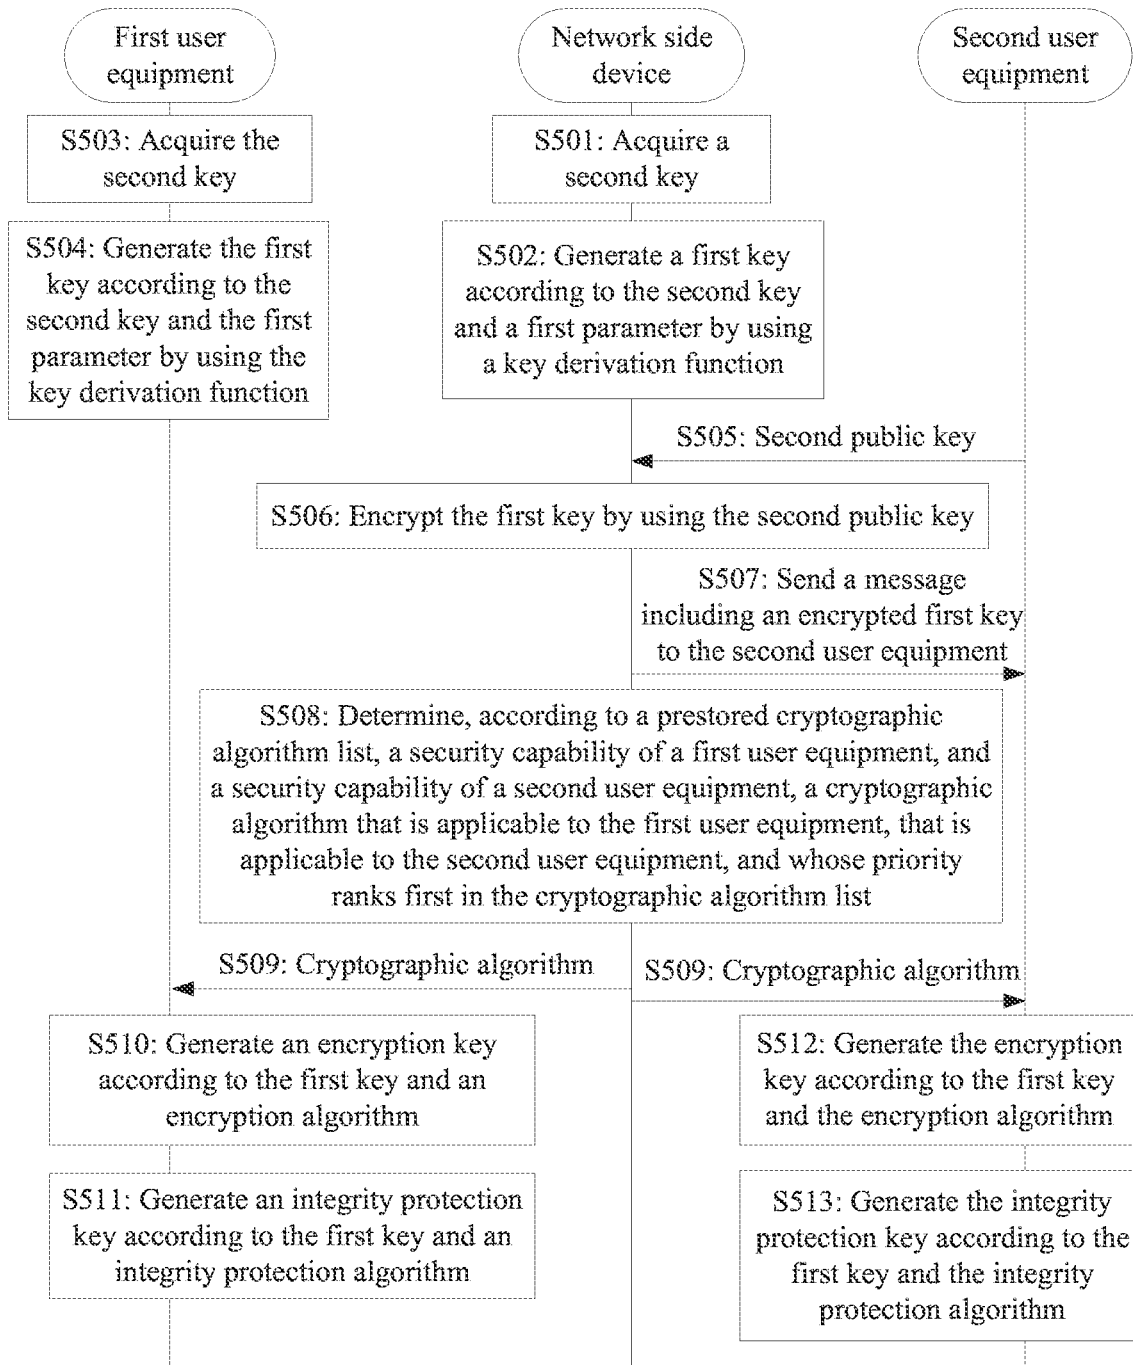 First user
equipment
Network side
device
Second user
equipment
S503: Acquire the
second key
S501: Acquire a
second key
S504: Generate the first
key according to the
second key and the first
parameter by using the
key derivation function
S502: Generate a first key
according to the second key
and a first parameter by using
a key derivation function
S505: Second public key
S506: Encrypt the first key by using the second public key
S507: Send a message
including an encrypted first key
to the second user equipment
S508: Determine, according to a prestored cryptographic
algorithm list, a security capability of a first user equipment, and
a security capability of a second user equipment, a cryptographic
algorithm that is applicable to the first user equipment, that is
applicable to the second user equipment, and whose priority
ranks first in the cryptographic algorithm list
S509: Cryptographic algorithm
S509: Cryptographic algorithm
S510: Generate an encryption key
according to the first key and an
encryption algorithm
S512: Generate the encryption
key according to the first key
and the encryption algorithm
S511: Generate an integrity protection
key according to the first key and an
integrity protection algorithm
S513: Generate the integrity
protection key according to the
first key and the integrity
protection algorithm